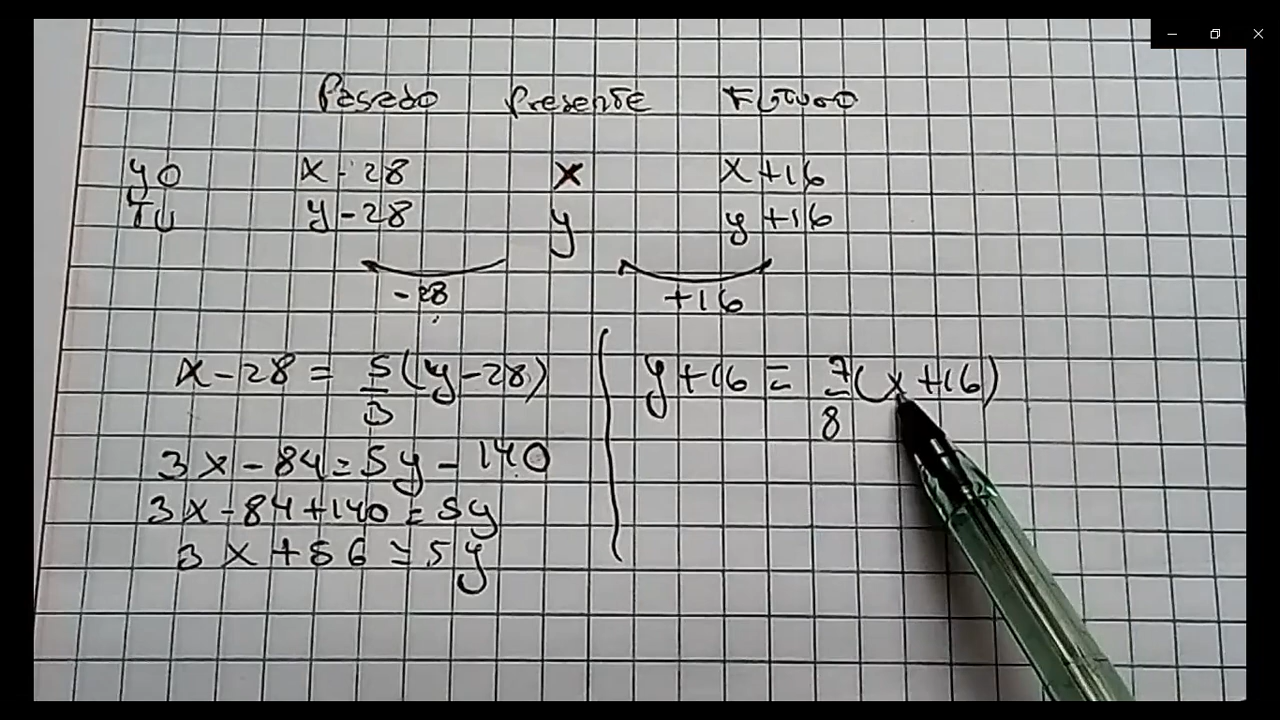 Pasado Presente Futuro
yo x-28 x x+16
Tu y-28 y y+16
-28 +16
x-28 = 5/3(y-28)
y+16 = 7/8(x+16)
3x-84=5y-140
3x-84+140=5y
3x+56=5y